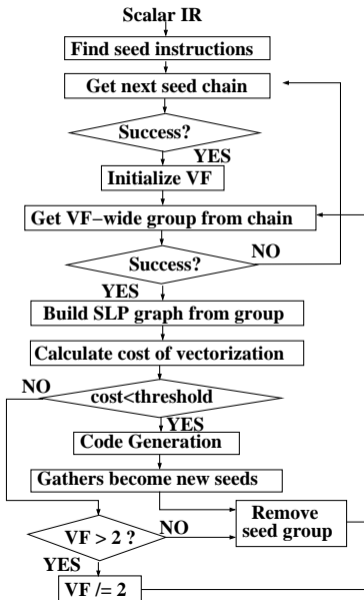 Scalar IR
Find seed instructions
Get next seed chain
Success?
YES
Initialize VF
Get VF−wide group from chain
NO
Success?
YES
Build SLP graph from group
Calculate cost of vectorization
NO
cost<threshold
YES
Code Generation
Gathers become new seeds
Remove
seed group
NO
VF > 2 ?
YES
VF /= 2